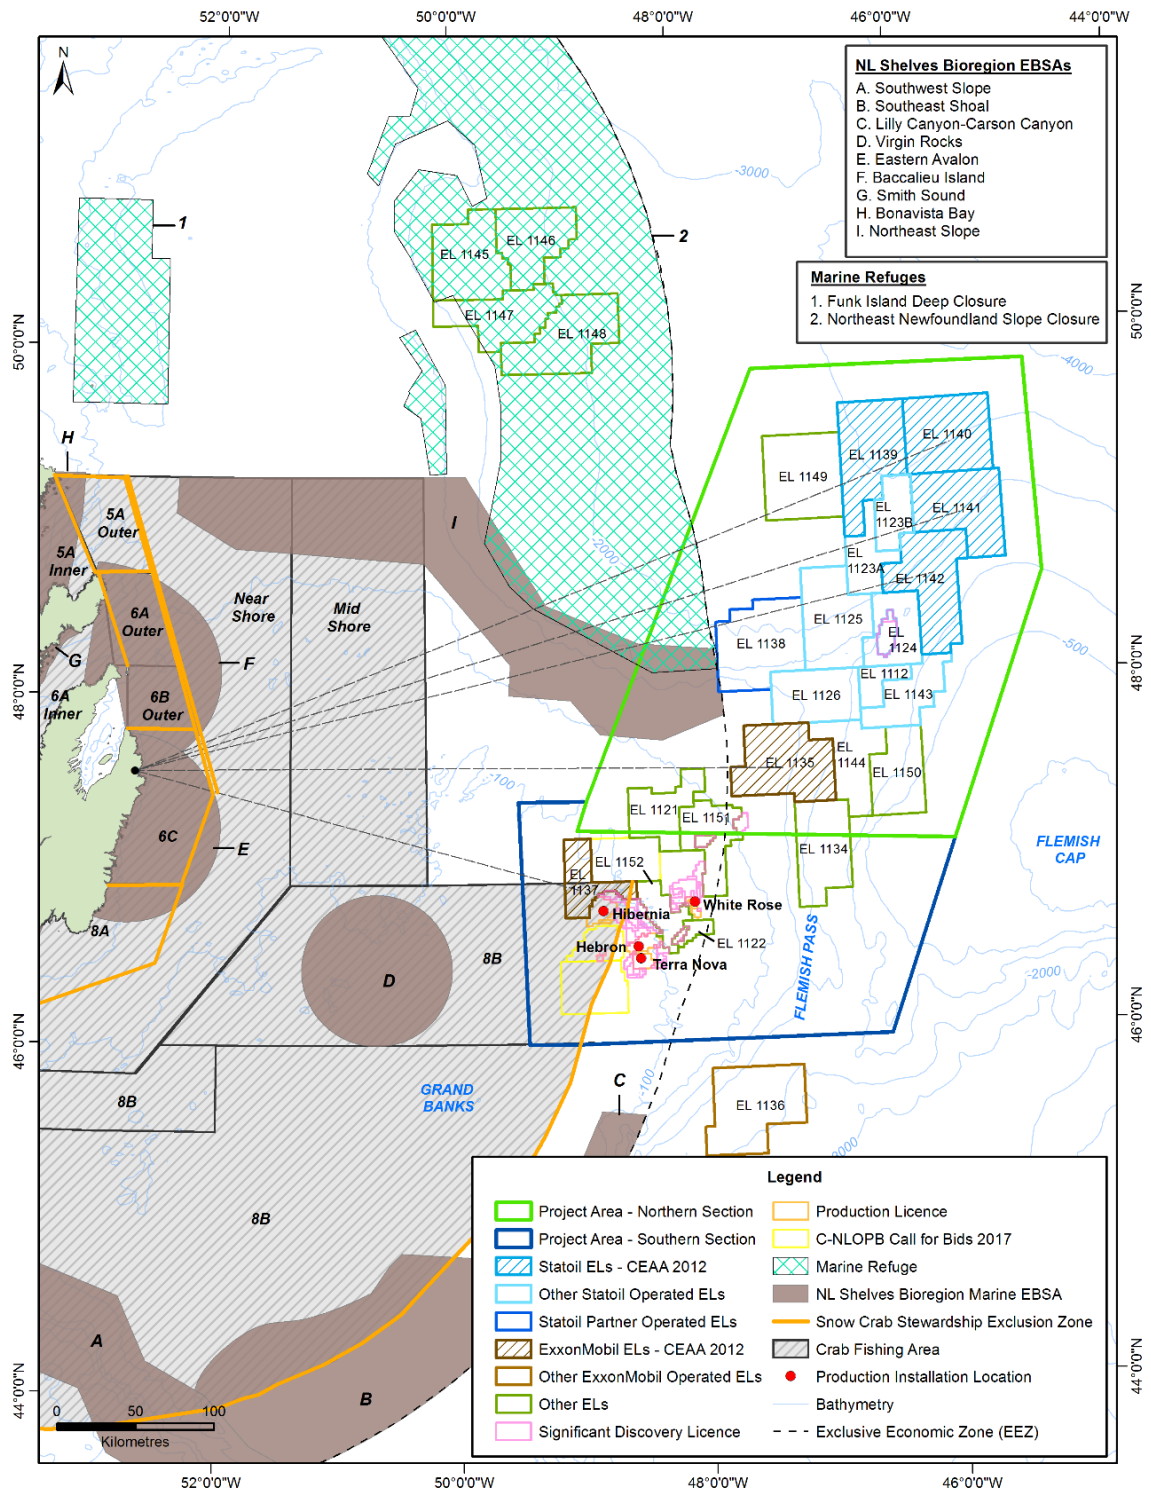 52°0'0"W 50°0'0"W 48°0'0"W 46°0'0"W 44°0'0"W
N
NL Shelves Bioregion EBSAs
A. Southwest Slope
B. Southeast Shoal
C. Lilly Canyon-Carson Canyon
D. Virgin Rocks
E. Eastern Avalon
F. Baccalieu Island
G. Smith Sound
H. Bonavista Bay
I. Northeast Slope
Marine Refuges
1. Funk Island Deep Closure
2. Northeast Newfoundland Slope Closure
-3000
1
2
EL 1146
EL 1145
EL 1147
EL 1148
50°0'0"N
50°0'0"N
-4000
H
EL 1140
EL 1139
EL 1149
EL 1141
EL
1123B
5A
Outer
I
-2000
5A
Inner
EL
1123A
EL 1142
6A
Outer
Near
Shore
Mid
Shore
EL 1125
EL 1138
EL
1124
-500
G
F
48°0'0"N
48°0'0"N
6A
Inner
6B
Outer
EL 1112
EL 1126
EL 1143
EL 1135
EL
1144
EL 1150
-100
EL 1121
EL 1151
6C
E
EL 1134
FLEMISH
CAP
EL 1152
EL
1137
White Rose
Hibernia
8A
EL 1122
Hebron
Terra Nova
8B
D
FLEMISH PASS
-2000
46°0'0"N
46°0'0"N
C
-100
GRAND
BANKS
8B
EL 1136
8B
A
B
44°0'0"N
44°0'0"N
0 50 100
Kilometres
Legend
Project Area - Northern Section
Project Area - Southern Section
Statoil ELs - CEAA 2012
Other Statoil Operated ELs
Statoil Partner Operated ELs
ExxonMobil ELs - CEAA 2012
Other ExxonMobil Operated ELs
Other ELs
Significant Discovery Licence
Production Licence
C-NLOPB Call for Bids 2017
Marine Refuge
NL Shelves Bioregion Marine EBSA
Snow Crab Stewardship Exclusion Zone
Crab Fishing Area
Production Installation Location
Bathymetry
Exclusive Economic Zone (EEZ)
52°0'0"W 50°0'0"W 48°0'0"W 46°0'0"W